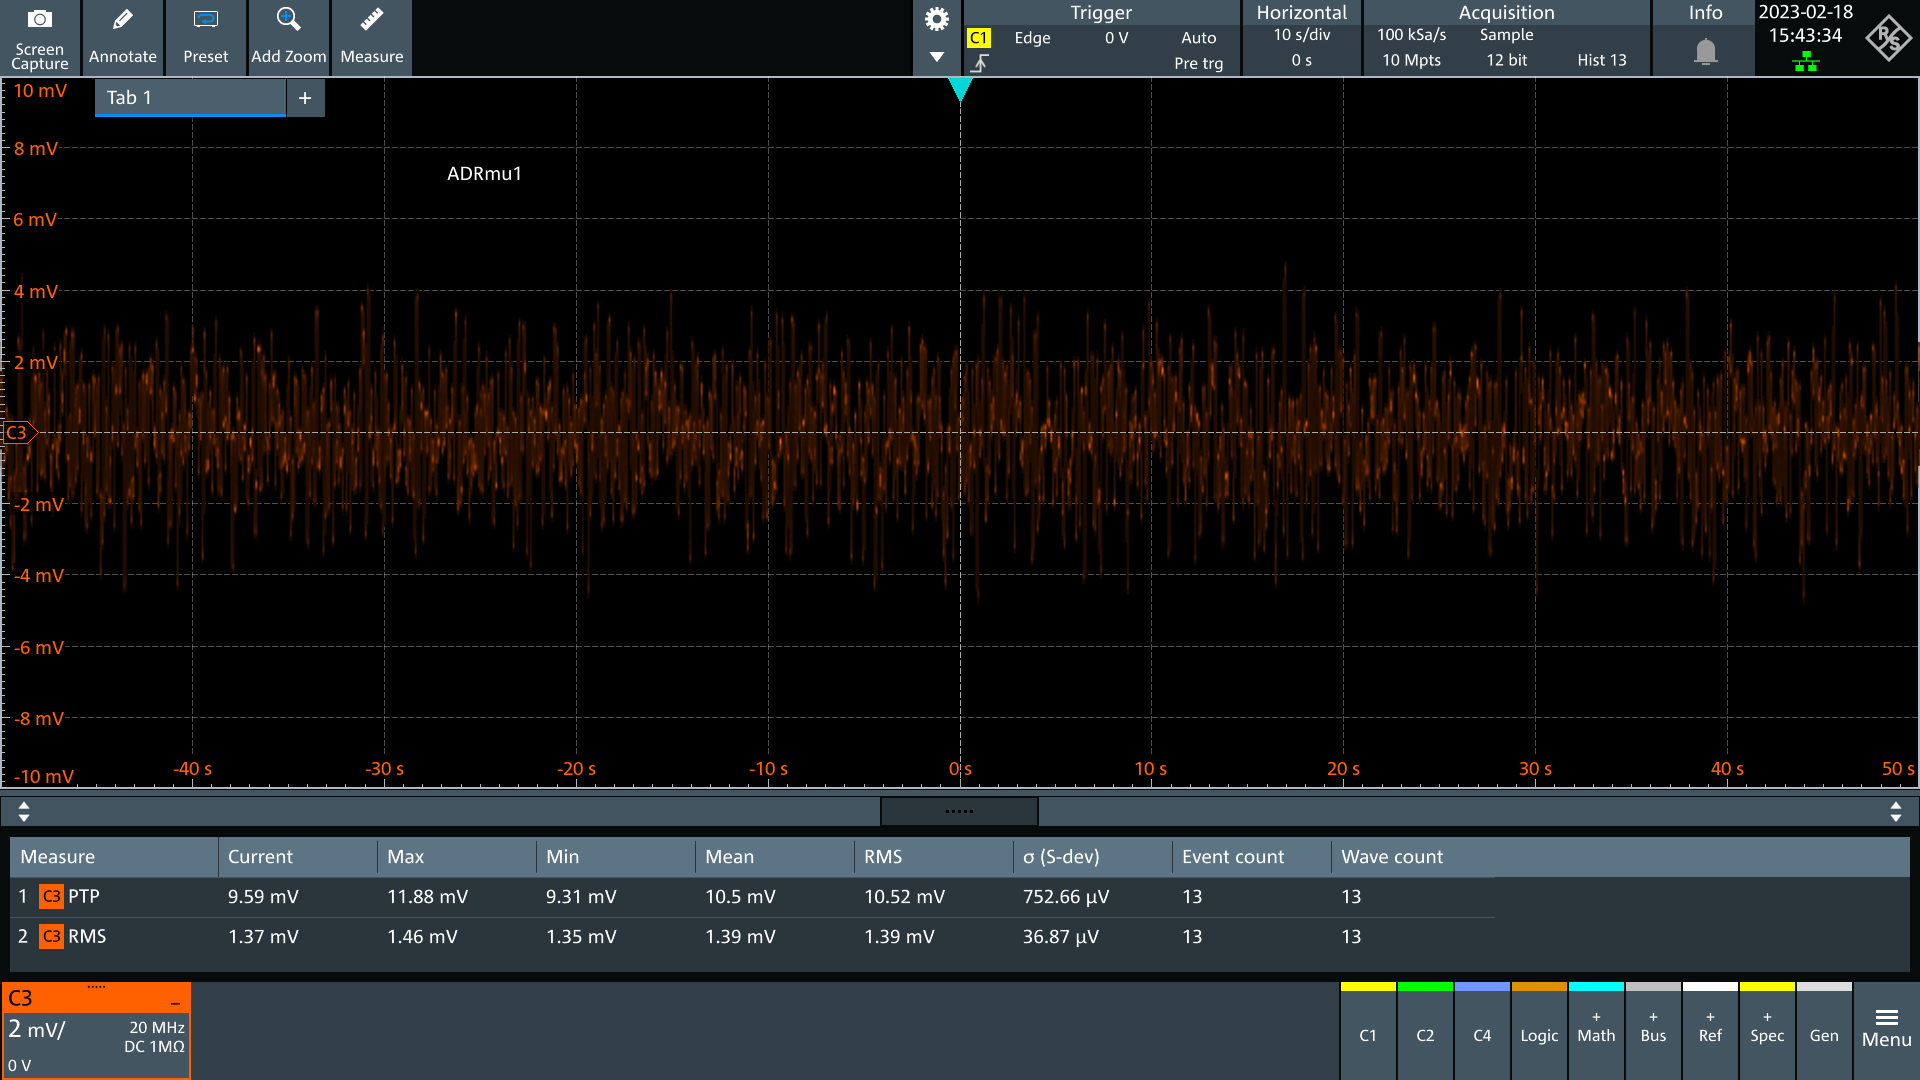 Screen Capture
Annotate
Preset
Add Zoom
Measure
Trigger
C1 Edge 0 V Auto
Pre trg
Horizontal
10 s/div
0 s
Acquisition
100 kSa/s Sample
10 Mpts 12 bit Hist 13
Info
2023-02-18
15:43:34
R S
Tab 1 +
10 mV
8 mV
6 mV
4 mV
2 mV
C3
-2 mV
-4 mV
-6 mV
-8 mV
-10 mV
ADRmu1
-40 s -30 s -20 s -10 s 0 s 10 s 20 s 30 s 40 s 50 s
Measure Current Max Min Mean RMS σ (S-dev) Event count Wave count
1 C3 PTP 9.59 mV 11.88 mV 9.31 mV 10.5 mV 10.52 mV 752.66 µV 13 13
2 C3 RMS 1.37 mV 1.46 mV 1.35 mV 1.39 mV 1.39 mV 36.87 µV 13 13
C3
2 mV/ 20 MHz
DC 1MΩ
0 V
C1
C2
C4
Logic
+ Math
+ Bus
+ Ref
+ Spec
Gen
Menu